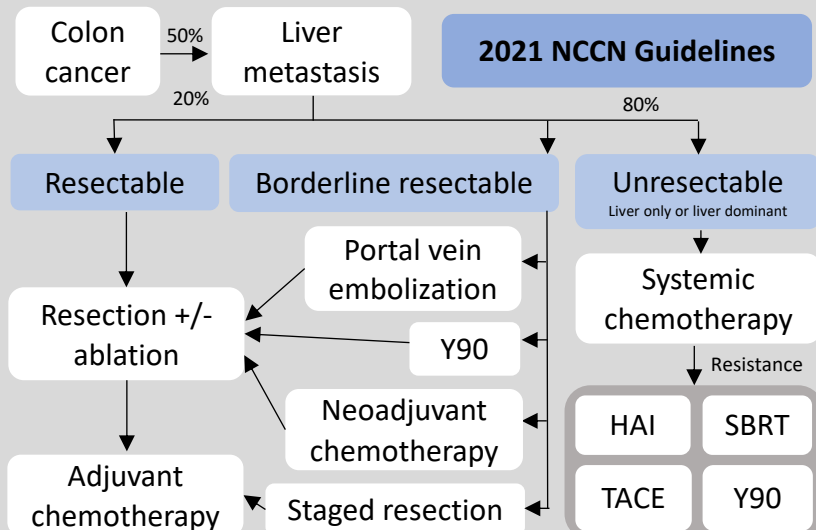 Colon
cancer
50%
Liver
metastasis
2021 NCCN Guidelines
20%
80%
Resectable
Borderline resectable
Unresectable
Liver only or liver dominant
Portal vein
embolization
Systemic
chemotherapy
Resection +/-
ablation
Y90
Resistance
Neoadjuvant
chemotherapy
HAI
SBRT
Adjuvant
chemotherapy
Staged resection
TACE
Y90